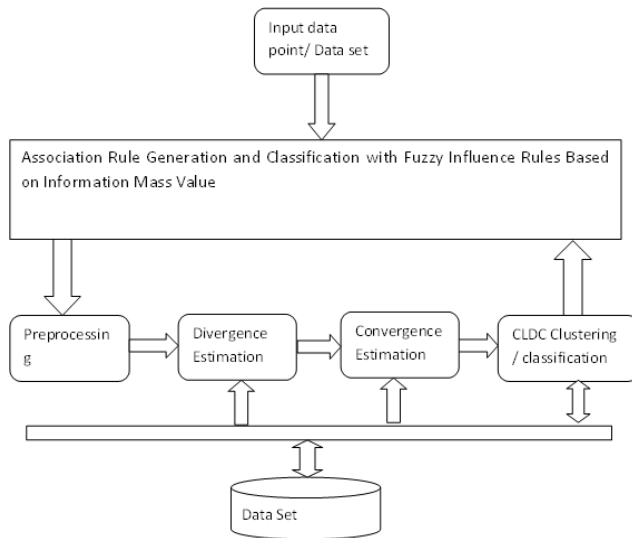 Input data
point/ Data set
Association Rule Generation and Classification with Fuzzy Influence Rules Based
on Information Mass Value
Preprocessin
g
Divergence
Estimation
Convergence
Estimation
CLDC Clustering
/ classification
Data Set